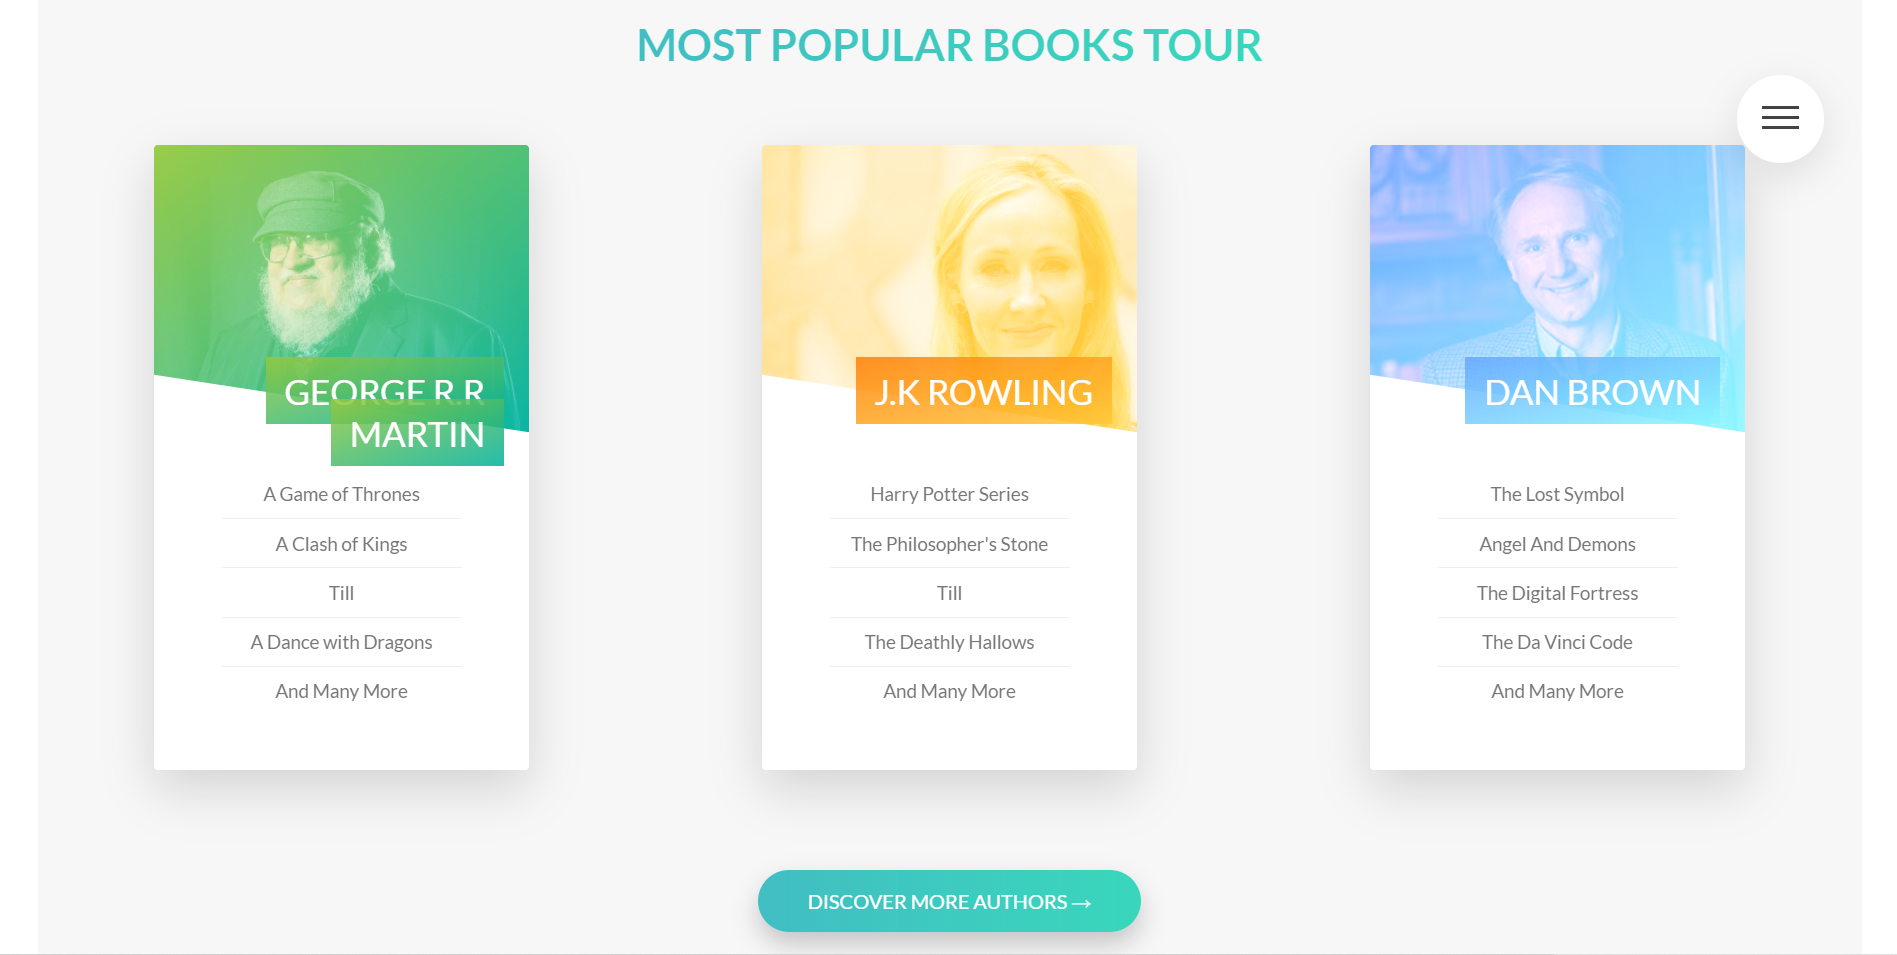 MOST POPULAR BOOKS TOUR
GEORGE R.R
MARTIN
A Game of Thrones
A Clash of Kings
Till
A Dance with Dragons
And Many More
J.K ROWLING
Harry Potter Series
The Philosopher's Stone
Till
The Deathly Hallows
And Many More
DAN BROWN
The Lost Symbol
Angel And Demons
The Digital Fortress
The Da Vinci Code
And Many More
DISCOVER MORE AUTHORS →